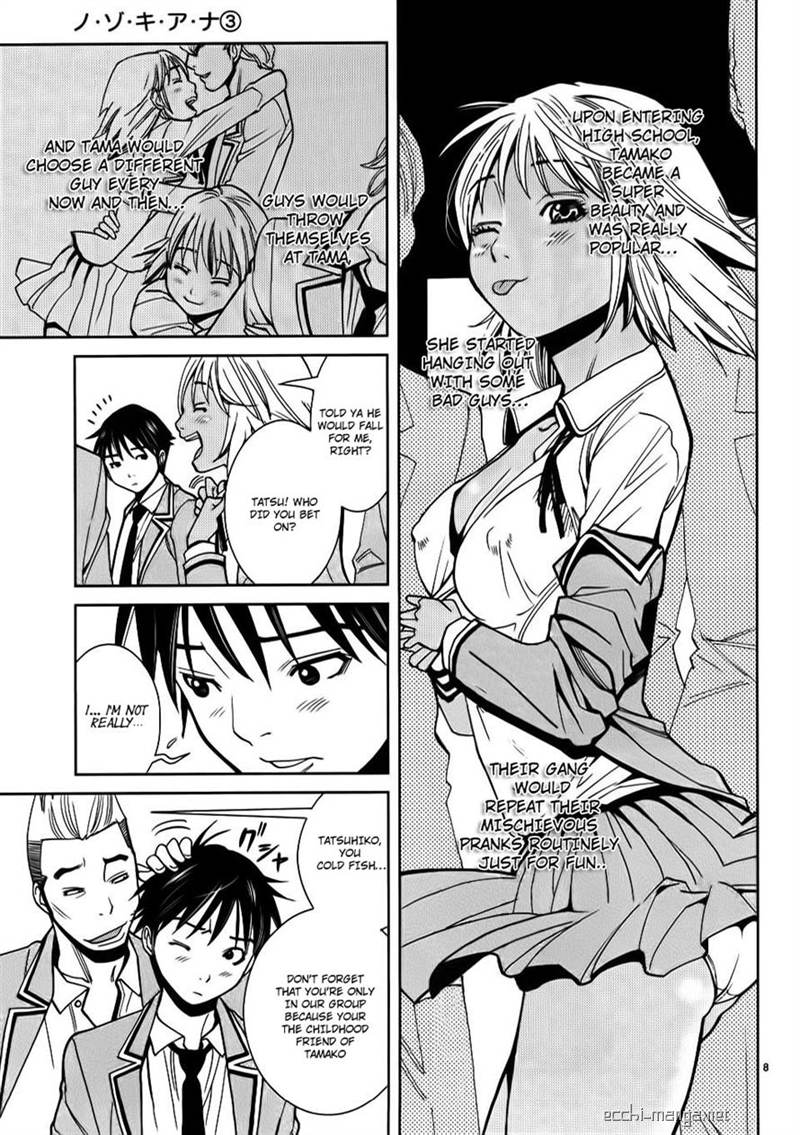 ノ・ゾ・キ・ア・ナ③
...UPON ENTERING
HIGH SCHOOL,
TAMAKO
BECAME A
SUPER
BEAUTY AND
WAS REALLY
POPULAR...
SHE STARTED
HANGING OUT
WITH SOME
BAD GUYS...
THEIR GANG
WOULD
REPEAT THEIR
MISCHIEVOUS
PRANKS ROUTINELY
JUST FOR FUN..
GUYS WOULD
THROW
THEMSELVES
AT TAMA,
AND TAMA WOULD
CHOOSE A DIFFERENT
GUY EVERY
NOW AND THEN...
TOLD YA HE
WOULD FALL
FOR ME,
RIGHT?
TATSU! WHO
DID YOU BET
ON?
I... I'M NOT
REALLY...
グシャ
TATSUHIKO,
YOU
COLD FISH...
DON'T FORGET
THAT YOU'RE ONLY
IN OUR GROUP
BECAUSE YOUR
THE CHILDHOOD
FRIEND OF
TAMAKO
8
ecchi-manga.net